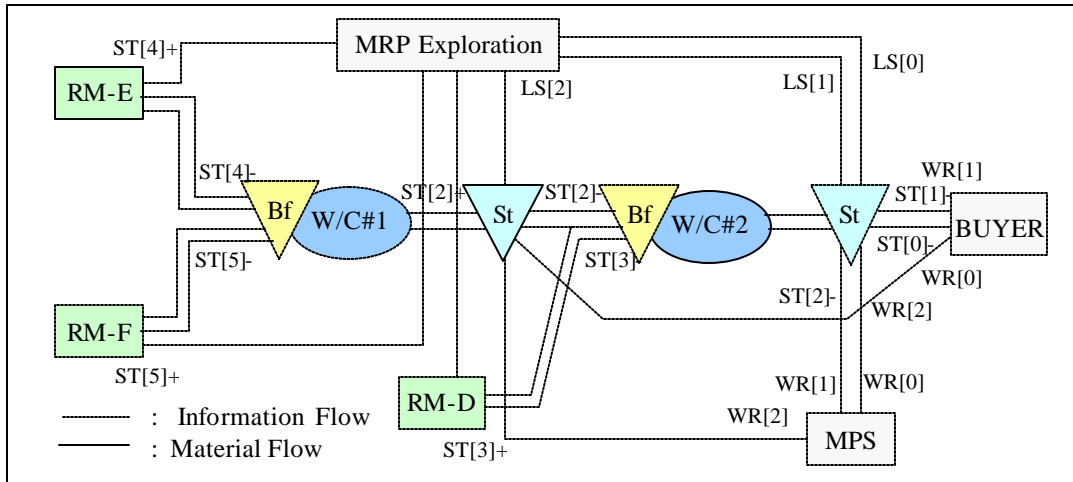 ST[4]+
MRP Exploration
LS[0]
RM-E
LS[2]
LS[1]
ST[4]-
WR[1]
ST[2]+
ST[2]-
ST[1]-
Bf
W/C#1
St
Bf
W/C#2
St
BUYER
ST[5]-
ST[3]
ST[0]-
WR[0]
ST[2]-
WR[2]
RM-F
ST[5]+
RM-D
WR[1]
WR[0]
WR[2]
: Information Flow
MPS
: Material Flow
ST[3]+